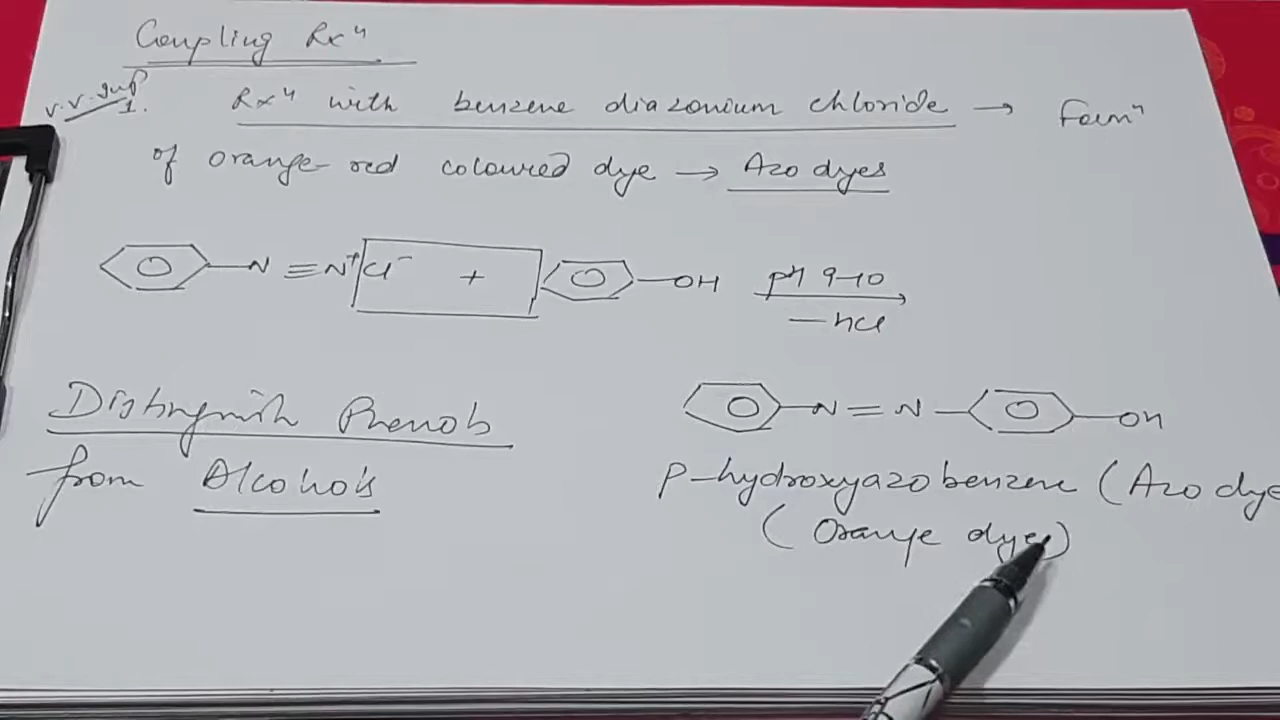 Coupling Rxⁿ
v.v. Imp
1. Rxⁿ with benzene diazonium chloride → Formⁿ
of orange-red coloured dye → Azo dyes
N≡N⁺ Cl⁻ + OH pH 9-10
-HCl
Distinguish Phenols
from Alcohols
N=N OH
P-hydroxyazobenzene (Azo dye
(Orange dye)